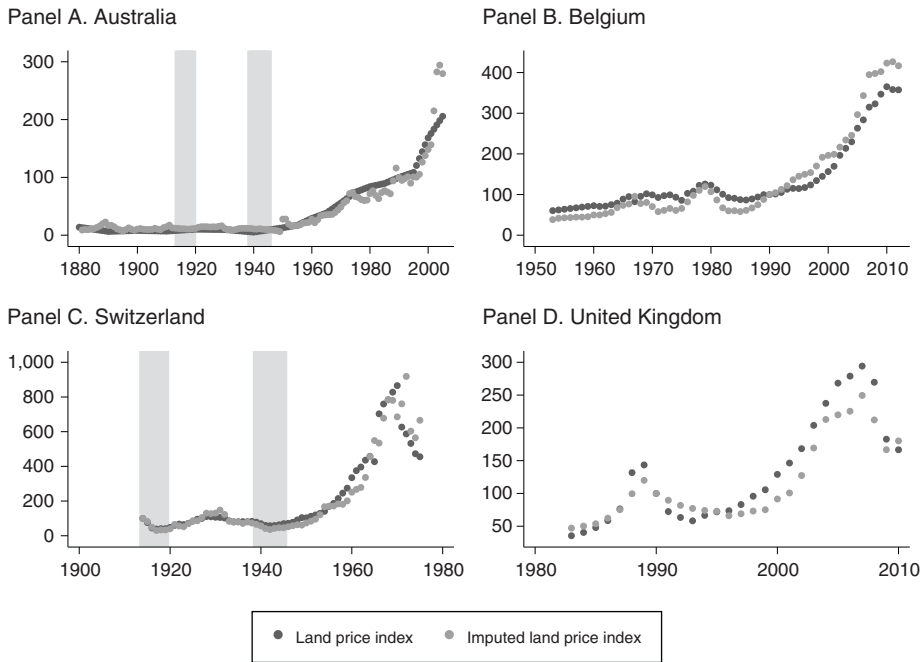 Panel A. Australia
300
200
100
0
1880 1900 1920 1940 1960 1980 2000
Panel B. Belgium
400
300
200
100
0
1950 1960 1970 1980 1990 2000 2010
Panel C. Switzerland
1,000
800
600
400
200
0
1900 1920 1940 1960 1980
Panel D. United Kingdom
300
250
200
150
100
50
1980 1990 2000 2010
Land price index Imputed land price index